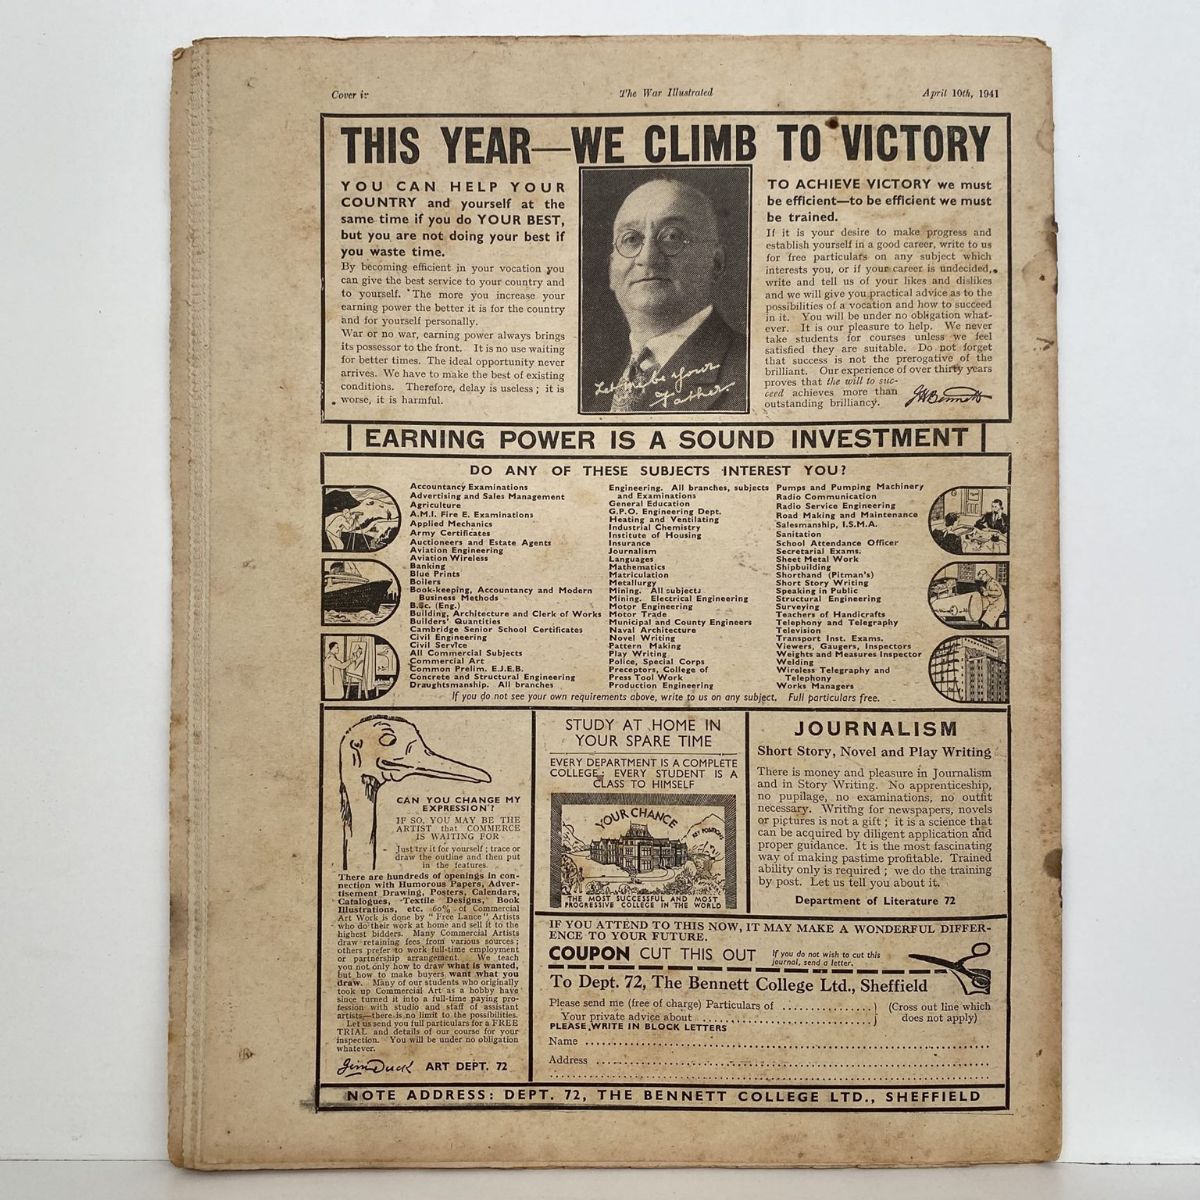 Cover iv
The War Illustrated
April 10th, 1941
THIS YEAR—WE CLIMB TO VICTORY
YOU CAN HELP YOUR
COUNTRY and yourself at the
same time if you do YOUR BEST,
but you are not doing your best if
you waste time.
By becoming efficient in your vocation you
can give the best service to your country and
to yourself. The more you increase your
earning power the better it is for the country
and for yourself personally.
War or no war, earning power always brings
its possessor to the front. It is no use waiting
for better times. The ideal opportunity never
arrives. We have to make the best of existing
conditions. Therefore, delay is useless; it is
worse, it is harmful.
Let me be your
Father
TO ACHIEVE VICTORY we must
be efficient—to be efficient we must
be trained.
If it is your desire to make progress and
establish yourself in a good career, write to us
for free particulars on any subject which
interests you, or if your career is undecided,
write and tell us of your likes and dislikes
and we will give you practical advice as to the
possibilities of a vocation and how to succeed
in it. You will be under no obligation what-
ever. It is our pleasure to help. We never
take students for courses unless we feel
satisfied they are suitable. Do not forget
that success is not the prerogative of the
brilliant. Our experience of over thirty years
proves that the will to suc-
ceed achieves more than
outstanding brilliancy.
J H Bennett
EARNING POWER IS A SOUND INVESTMENT
DO ANY OF THESE SUBJECTS INTEREST YOU?
Accountancy Examinations
Advertising and Sales Management
Agriculture
A.M.I. Fire E. Examinations
Applied Mechanics
Army Certificates
Auctioneers and Estate Agents
Aviation Engineering
Aviation Wireless
Banking
Blue Prints
Boilers
Book-keeping, Accountancy and Modern
Business Methods
B.Sc. (Eng.)
Building, Architecture and Clerk of Works
Builders' Quantities
Cambridge Senior School Certificates
Civil Engineering
Civil Service
All Commercial Subjects
Commercial Art
Common Prelim. E.J.E.B.
Concrete and Structural Engineering
Draughtsmanship. All branches
Engineering. All branches, subjects
and Examinations
General Education
G.P.O. Engineering Dept.
Heating and Ventilating
Industrial Chemistry
Institute of Housing
Insurance
Journalism
Languages
Mathematics
Matriculation
Metallurgy
Mining. All subjects
Mining. Electrical Engineering
Motor Engineering
Motor Trade
Municipal and County Engineers
Naval Architecture
Novel Writing
Pattern Making
Play Writing
Police, Special Corps
Preceptors, College of
Press Tool Work
Production Engineering
Pumps and Pumping Machinery
Radio Communication
Radio Service Engineering
Road Making and Maintenance
Salesmanship, I.S.M.A.
Sanitation
School Attendance Officer
Secretarial Exams.
Sheet Metal Work
Shipbuilding
Shorthand (Pitman's)
Short Story Writing
Speaking in Public
Structural Engineering
Surveying
Teachers of Handicrafts
Telephony and Telegraphy
Television
Transport Inst. Exams.
Viewers, Gaugers, Inspectors
Weights and Measures Inspector
Welding
Wireless Telegraphy and
Telephony
Works Managers
If you do not see your own requirements above, write to us on any subject. Full particulars free.
CAN YOU CHANGE MY
EXPRESSION?
IF SO, YOU MAY BE THE
ARTIST that COMMERCE
IS WAITING FOR
Just try it for yourself; trace or
draw the outline and then put
in the features.
There are hundreds of openings in con-
nection with Humorous Papers, Adver-
tisement Drawing, Posters, Calendars,
Catalogues, Textile Designs, Book
Illustrations, etc. 60% of Commercial
Art Work is done by "Free Lance" Artists
who do their work at home and sell it to the
highest bidders. Many Commercial Artists
draw retaining fees from various sources;
others prefer to work full-time employment
or partnership arrangement. We teach
you not only how to draw what is wanted,
but how to make buyers want what you
draw. Many of our students who originally
took up Commercial Art as a hobby have
since turned it into a full-time paying pro-
fession with studio and staff of assistant
artists—there is no limit to the possibilities.
Let us send you full particulars for a FREE
TRIAL and details of our course for your
inspection. You will be under no obligation
whatever.
Jim Duck ART DEPT. 72
STUDY AT HOME IN
YOUR SPARE TIME
EVERY DEPARTMENT IS A COMPLETE
COLLEGE; EVERY STUDENT IS A
CLASS TO HIMSELF
YOUR CHANCE
KEY POSITIONS
THE MOST SUCCESSFUL AND MOST
PROGRESSIVE COLLEGE IN THE WORLD
JOURNALISM
Short Story, Novel and Play Writing
There is money and pleasure in Journalism
and in Story Writing. No apprenticeship,
no pupilage, no examinations, no outfit
necessary. Writing for newspapers, novels
or pictures is not a gift; it is a science that
can be acquired by diligent application and
proper guidance. It is the most fascinating
way of making pastime profitable. Trained
ability only is required; we do the training
by post. Let us tell you about it.
Department of Literature 72
IF YOU ATTEND TO THIS NOW, IT MAY MAKE A WONDERFUL DIFFER-
ENCE TO YOUR FUTURE.
COUPON CUT THIS OUT
If you do not wish to cut this
journal, send a letter.
To Dept. 72, The Bennett College Ltd., Sheffield
Please send me (free of charge) Particulars of ............
Your private advice about ............
(Cross out line which
does not apply)
PLEASE WRITE IN BLOCK LETTERS
Name ............
Address ............
NOTE ADDRESS: DEPT. 72, THE BENNETT COLLEGE LTD., SHEFFIELD